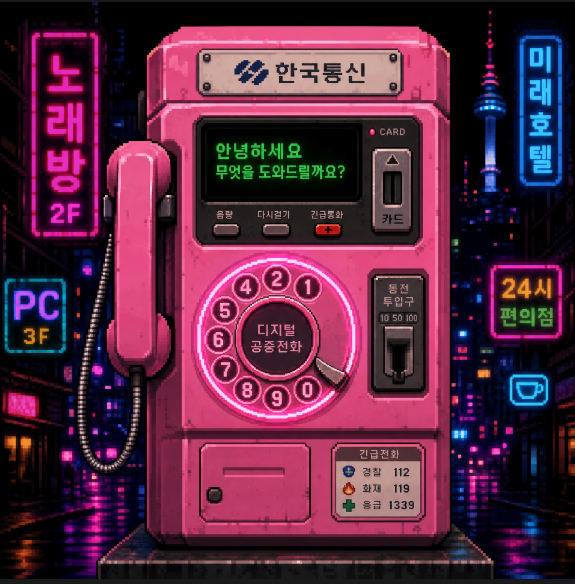 노래방
2F
PC
3F
한국통신
안녕하세요
무엇을 도와드릴까요?
CARD
카드
음량
다시걸기
긴급통화
1
2
4
5
6
7
8
9
0
디지털
공중전화
동전
투입구
10 50 100
긴급전화
경찰 112
화재 119
응급 1339
미래호텔
24시
편의점